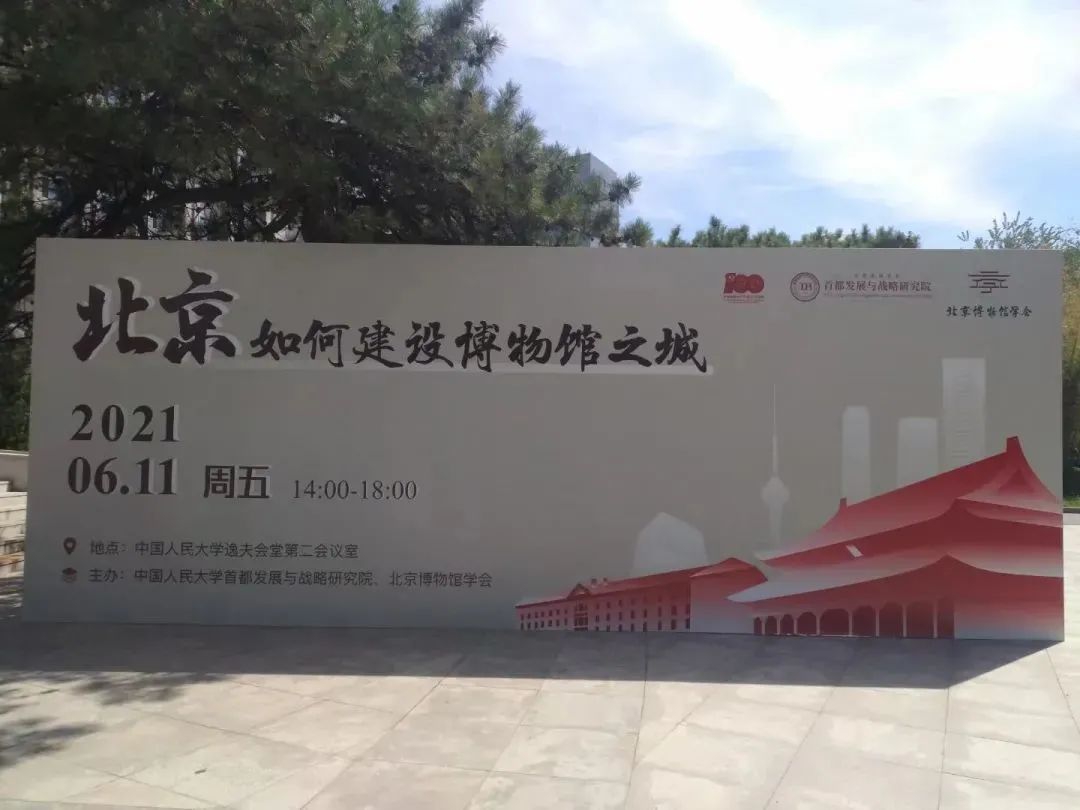 北京如何建设博物馆之城
100
首都发展与战略研究院
北京博物馆学会
2021
06.11 周五 14:00-18:00
地点：中国人民大学逸夫会堂第二会议室
主办：中国人民大学首都发展与战略研究院、北京博物馆学会